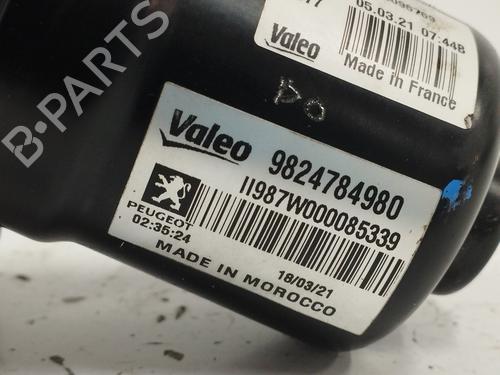 05.03.21 07:448
Valeo
Made in France
Valeo 9824784980
II987W000085339
PEUGEOT
02:35:24
18/03/21
MADE IN MOROCCO
B-PARTS